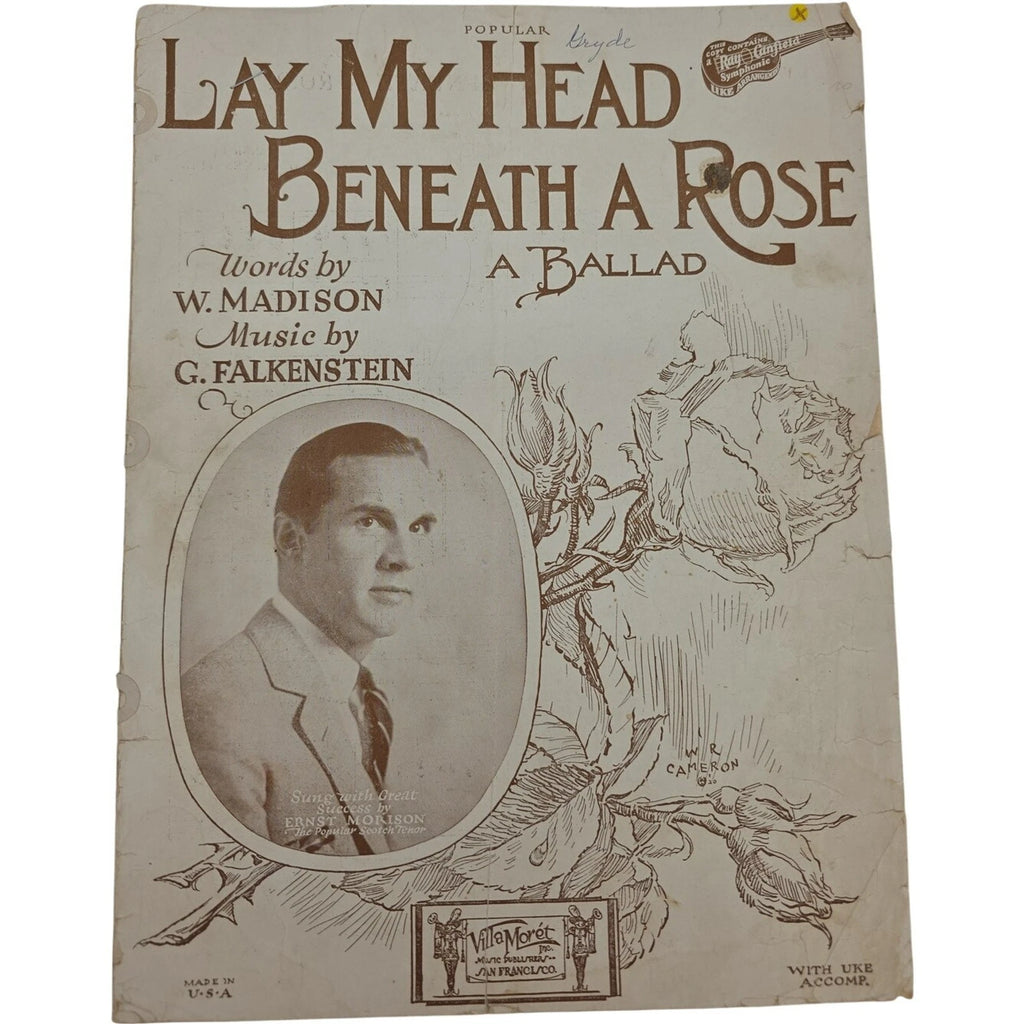 POPULAR
Gryde
THIS COPY CONTAINS
a Ray Canfield
Symphonic
UKE ARRANGEMENT
LAY MY HEAD
BENEATH A ROSE
A BALLAD
Words by
W. MADISON
Music by
G. FALKENSTEIN
W R
CAMERON
Sung with Great
Success by
ERNST MORISON
The Popular Scotch Tenor
Villa Morét
Inc.
MUSIC PUBLISHERS
SAN FRANCISCO.
MADE IN
U·S·A
WITH UKE
ACCOMP.